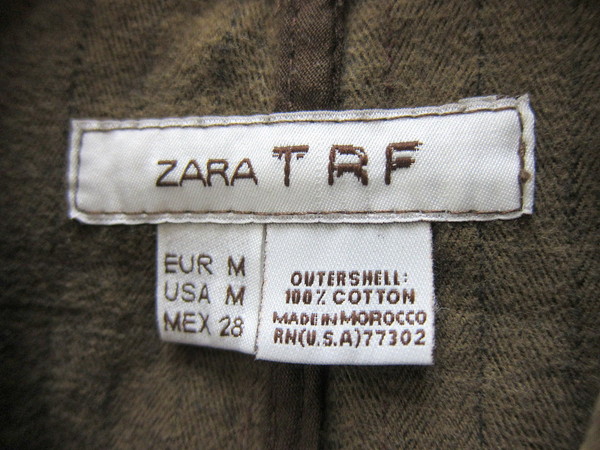 ZARA TRF
EUR M
USA M
MEX 28
OUTERSHELL:
100% COTTON
MADE IN MOROCCO
RN(U.S.A)77302